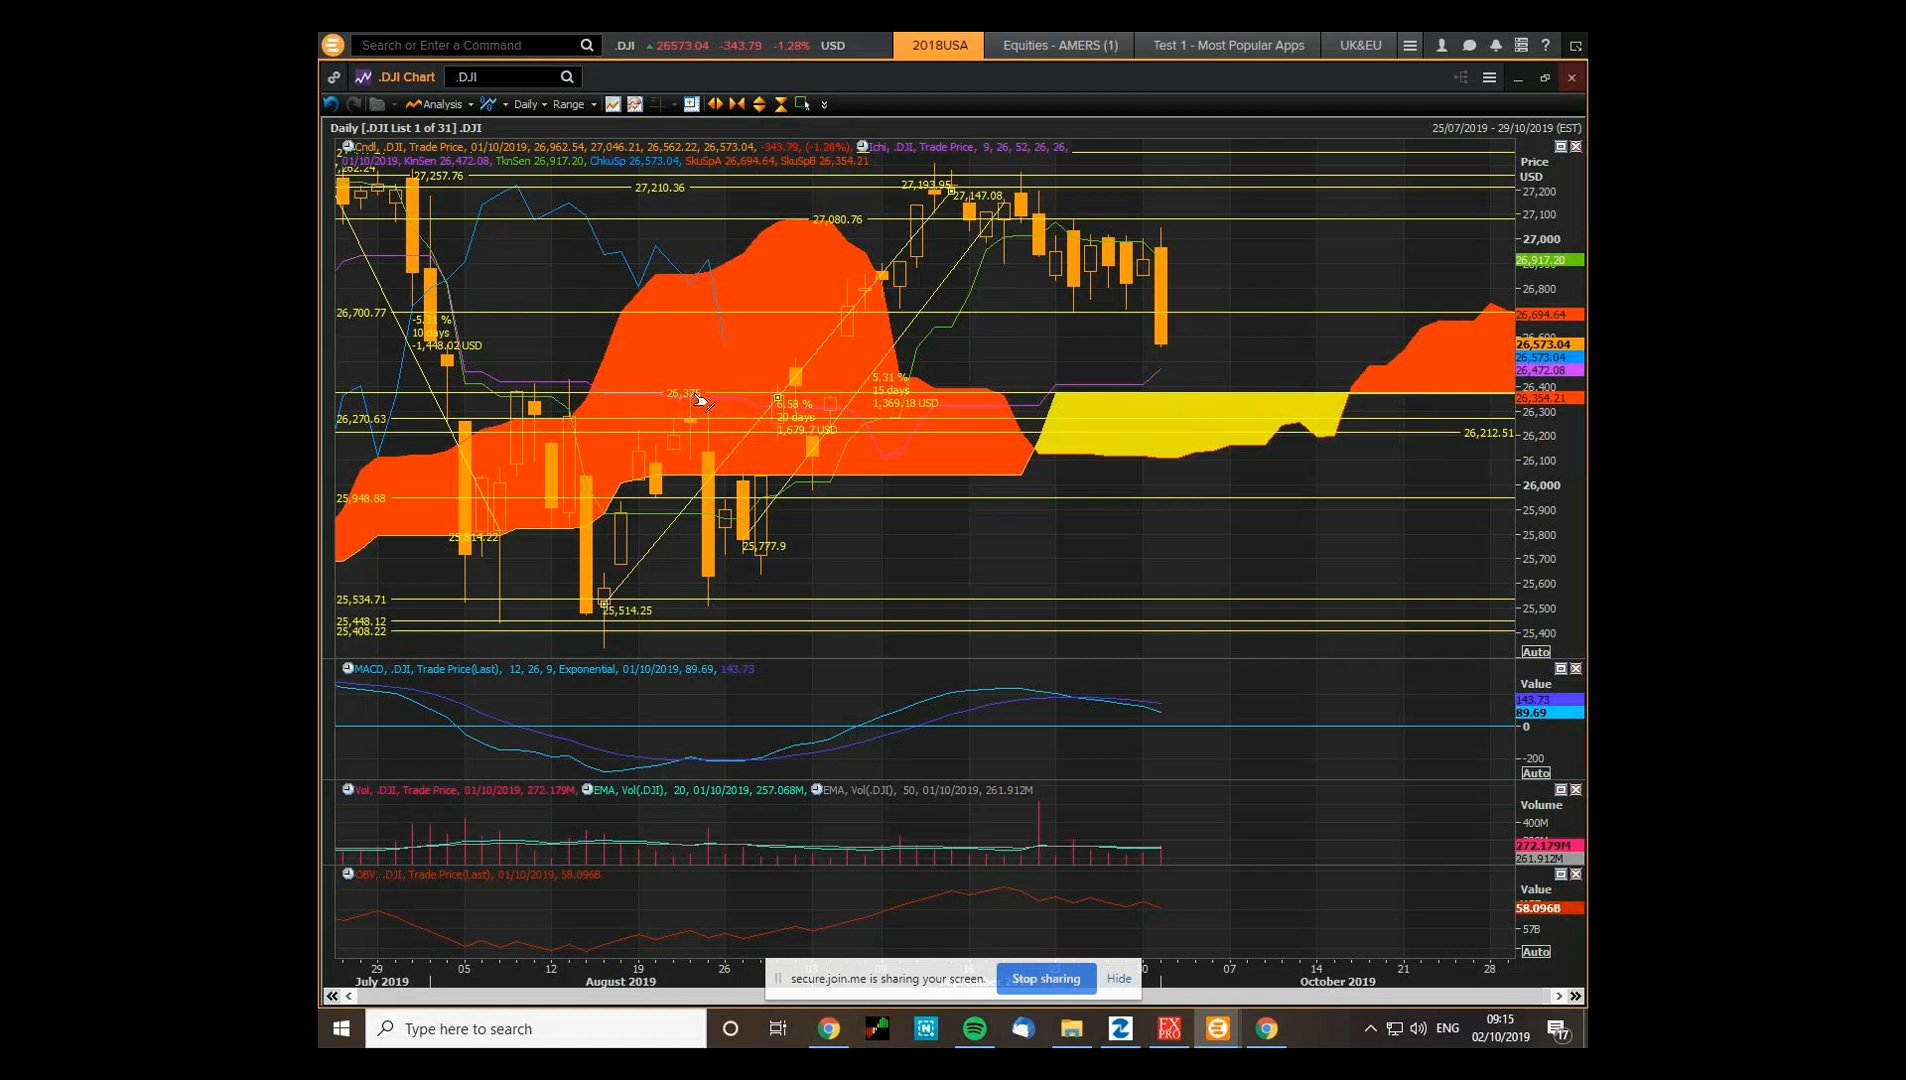 Search or Enter a Command .DJI 26573.04 -343.79 -1.28% USD 2018USA Equities - AMERS (1) Test 1 - Most Popular Apps UK&EU ?
.DJI Chart .DJI
Analysis Daily Range
Daily [.DJI List 1 of 31] .DJI 25/07/2019 - 29/10/2019 (EST)
Cndl, .DJI, Trade Price, 01/10/2019, 26,962.54, 27,046.21, 26,562.22, 26,573.04, -343.79, (-1.28%), Ichi, .DJI, Trade Price, 9, 26, 52, 26, 26,
01/10/2019, KinSen 26,472.08, TknSen 26,917.20, ChkuSp 26,573.04, SkuSpA 26,694.64, SkuSpB 26,354.21
Price
USD
27,257.76
27,210.36
27,193.95
27,147.08
27,080.76
27,200
27,100
27,000
26,917.20
26,800
26,700.77
26,694.64
-5.31 %
10 days
-1,448.02 USD
26,573.04
26,573.04
26,472.08
26,400
26,354.21
26,375
5.31 %
15 days
1,369.18 USD
6.58 %
20 days
1,679.7 USD
26,300
26,270.63
26,212.51
26,200
26,100
26,000
25,948.88
25,900
25,814.22
25,800
25,777.9
25,700
25,600
25,534.71
25,514.25
25,500
25,448.12
25,408.22
25,400
Auto
MACD, .DJI, Trade Price(Last), 12, 26, 9, Exponential, 01/10/2019, 89.69, 143.73
Value
143.73
89.69
0
-200
Auto
Vol, .DJI, Trade Price, 01/10/2019, 272.179M, EMA, Vol(.DJI), 20, 01/10/2019, 257.068M, EMA, Vol(.DJI), 50, 01/10/2019, 261.912M
Volume
400M
272.179M
261.912M
OBV, .DJI, Trade Price(Last), 01/10/2019, 58.096B
Value
58.096B
57B
Auto
29 05 12 19 26 07 14 21 28
July 2019 August 2019 October 2019
secure.join.me is sharing your screen. Stop sharing Hide
Type here to search FX PRO ENG 09:15
02/10/2019 17